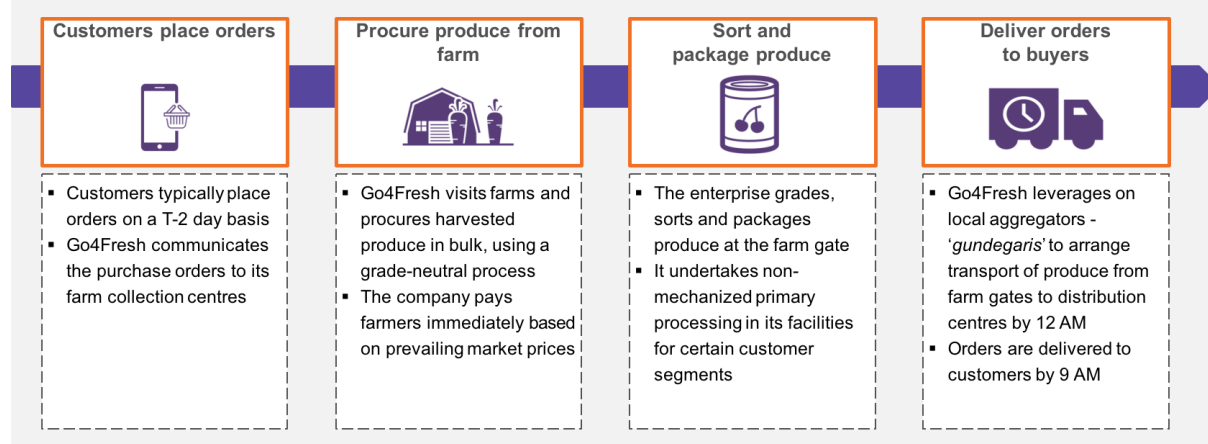 Customers place orders
▪ Customers typically place
orders on a T-2 day basis
▪ Go4Fresh communicates
the purchase orders to its
farm collection centres
Procure produce from
farm
▪ Go4Fresh visits farms and
procures harvested
produce in bulk, using a
grade-neutral process
▪ The company pays
farmers immediately based
on prevailing market prices
Sort and
package produce
▪ The enterprise grades,
sorts and packages
produce at the farm gate
▪ It undertakes non-
mechanized primary
processing in its facilities
for certain customer
segments
Deliver orders
to buyers
▪ Go4Fresh leverages on
local aggregators -
‘gundegaris’ to arrange
transport of produce from
farm gates to distribution
centres by 12 AM
▪ Orders are delivered to
customers by 9 AM